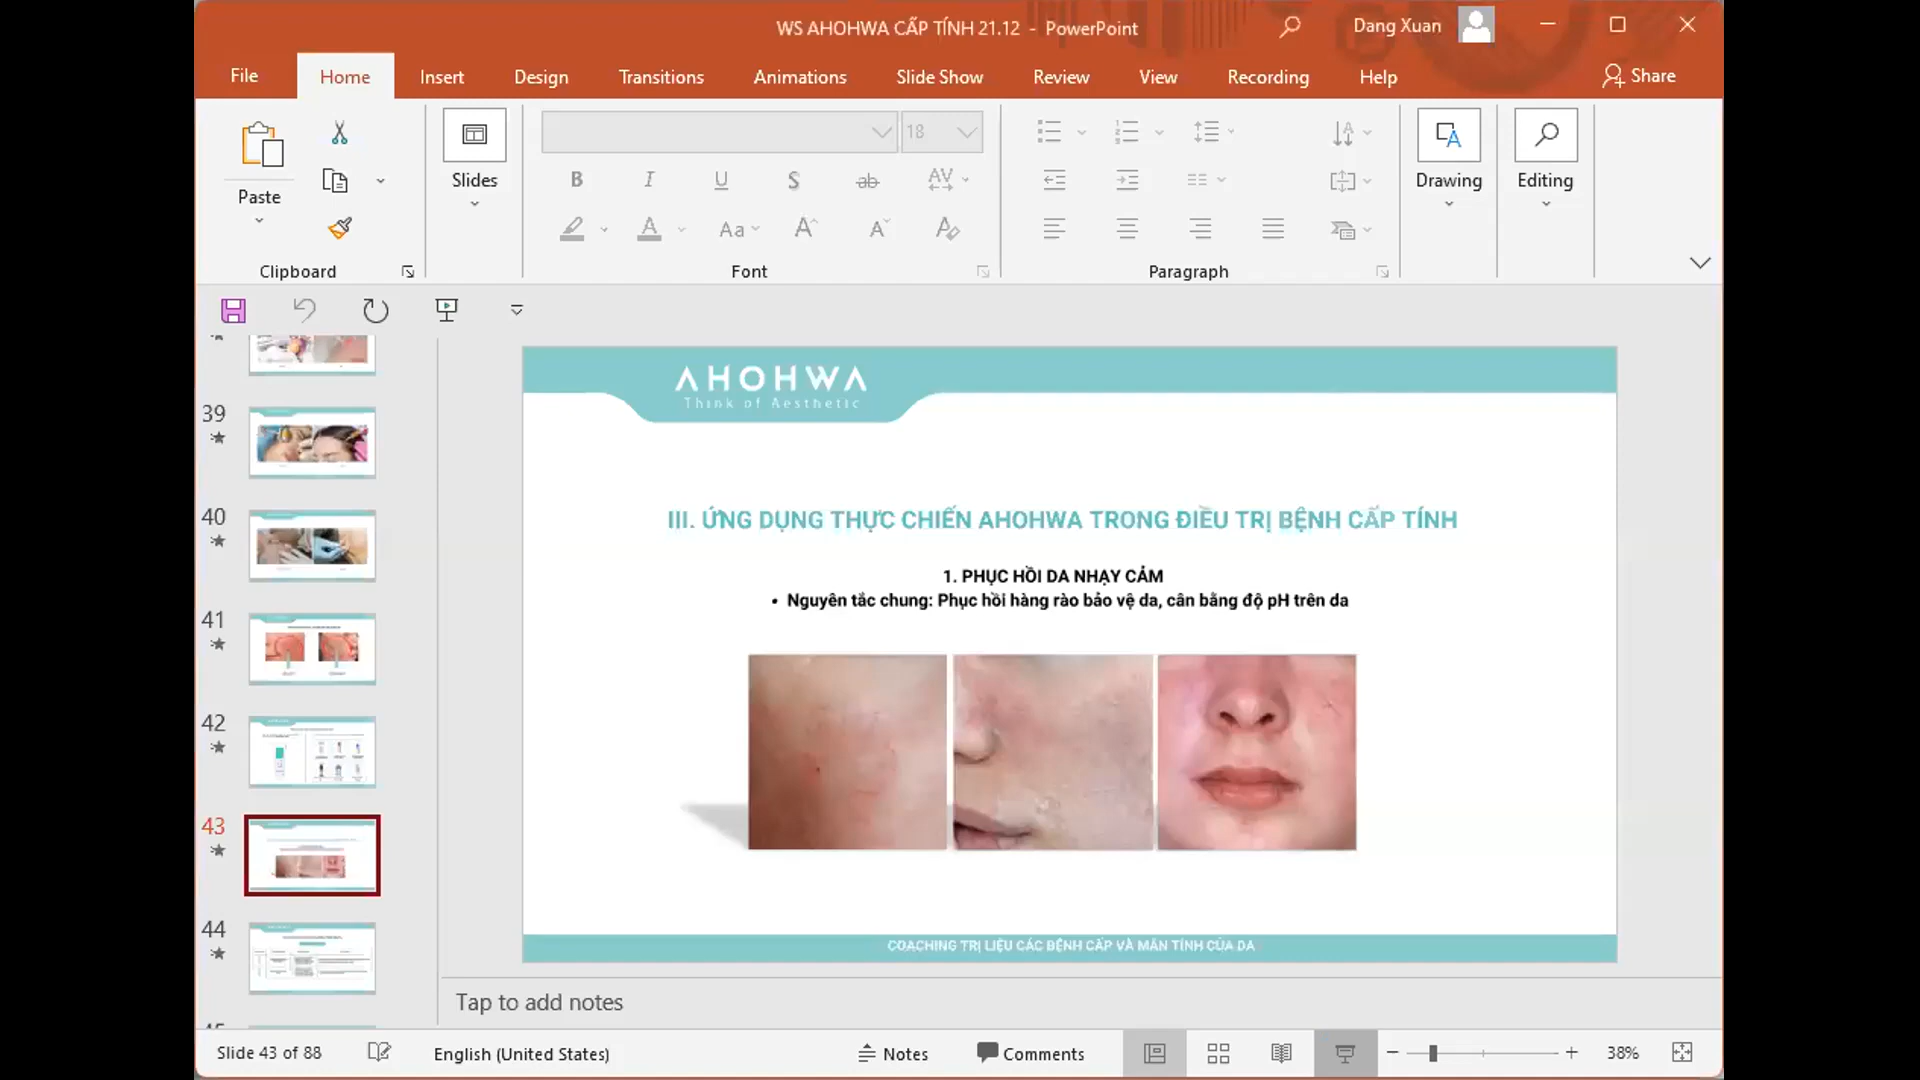 WS AHOHWA CẤP TÍNH 21.12 - PowerPoint
Dang Xuan
File
Home
Insert
Design
Transitions
Animations
Slide Show
Review
View
Recording
Help
Share
Paste
Clipboard
Slides
18
Font
Paragraph
Drawing
Editing
39
40
41
42
43
44
AHOHWA
Think of Aesthetic
III. ỨNG DỤNG THỰC CHIẾN AHOHWA TRONG ĐIỀU TRỊ BỆNH CẤP TÍNH
1. PHỤC HỒI DA NHẠY CẢM
• Nguyên tắc chung: Phục hồi hàng rào bảo vệ da, cân bằng độ pH trên da
COACHING TRỊ LIỆU CÁC BỆNH CẤP VÀ MÃN TÍNH CỦA DA
Tap to add notes
Slide 43 of 88
English (United States)
Notes
Comments
38%